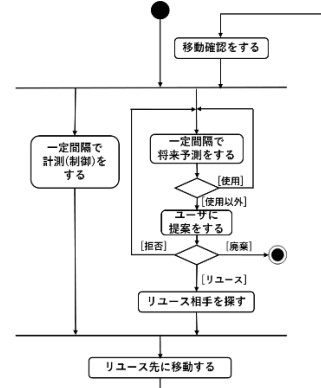 移動確認をする
一定間隔で
計測(制御)を
する
一定間隔で
将来予測をする
[使用]
[使用以外]
ユーザに
提案をする
[拒否]
[廃棄]
[リユース]
リユース相手を探す
リユース先に移動する